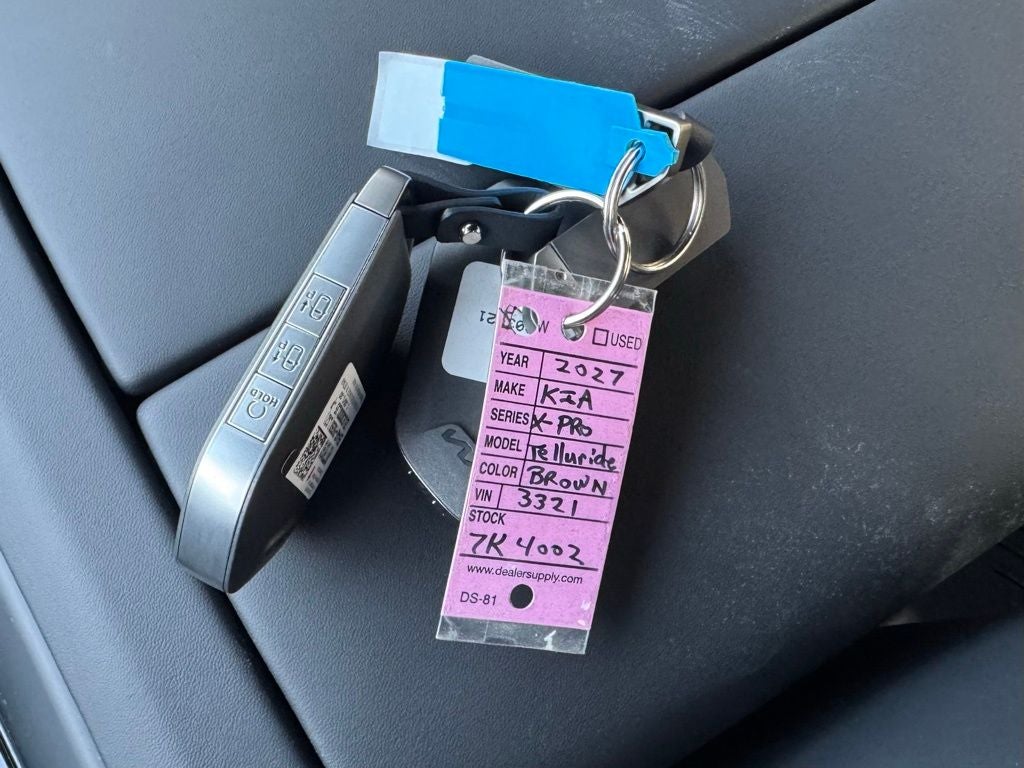 USED
YEAR 2027
MAKE KIA
SERIES X-PRO
MODEL Telluride
COLOR BROWN
VIN 3321
STOCK
7K 4002
www.dealersupply.com
DS-81
P
P
HOLD